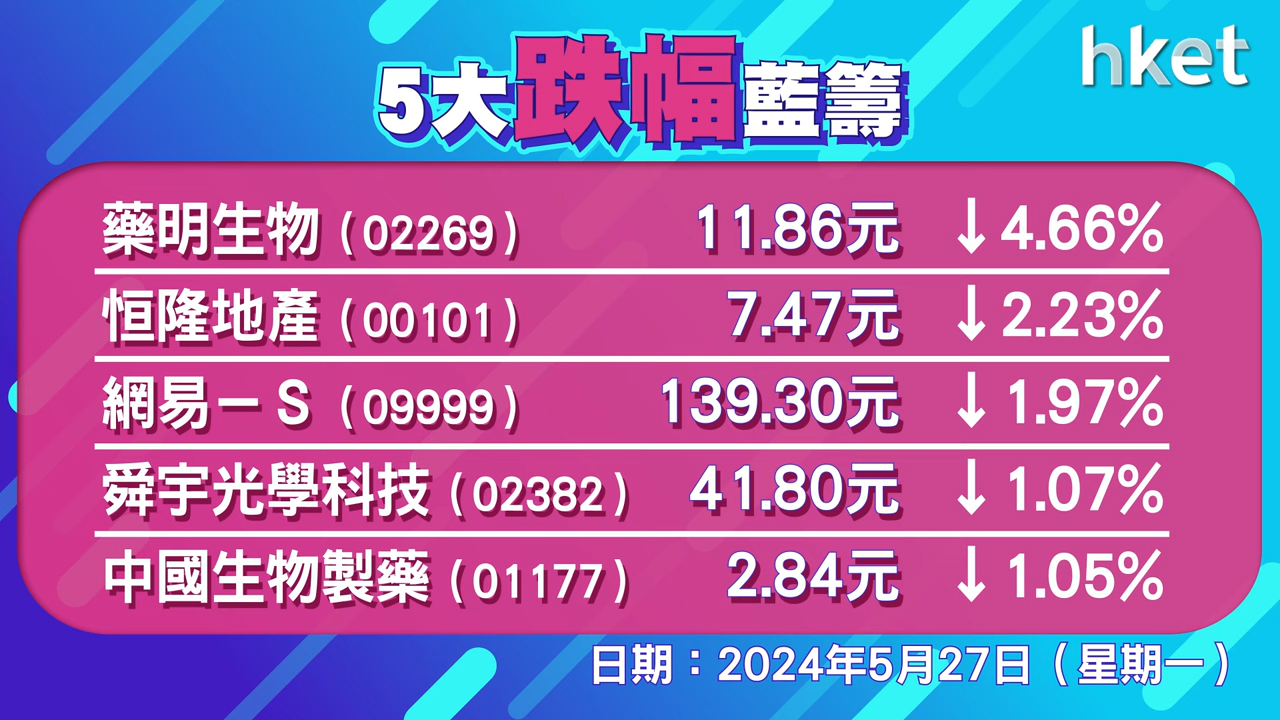 hket
5大跌幅藍籌
藥明生物（02269） 11.86元 ↓4.66%
恒隆地產（00101） 7.47元 ↓2.23%
網易－S（09999） 139.30元 ↓1.97%
舜宇光學科技（02382） 41.80元 ↓1.07%
中國生物製藥（01177） 2.84元 ↓1.05%
日期：2024年5月27日（星期一）